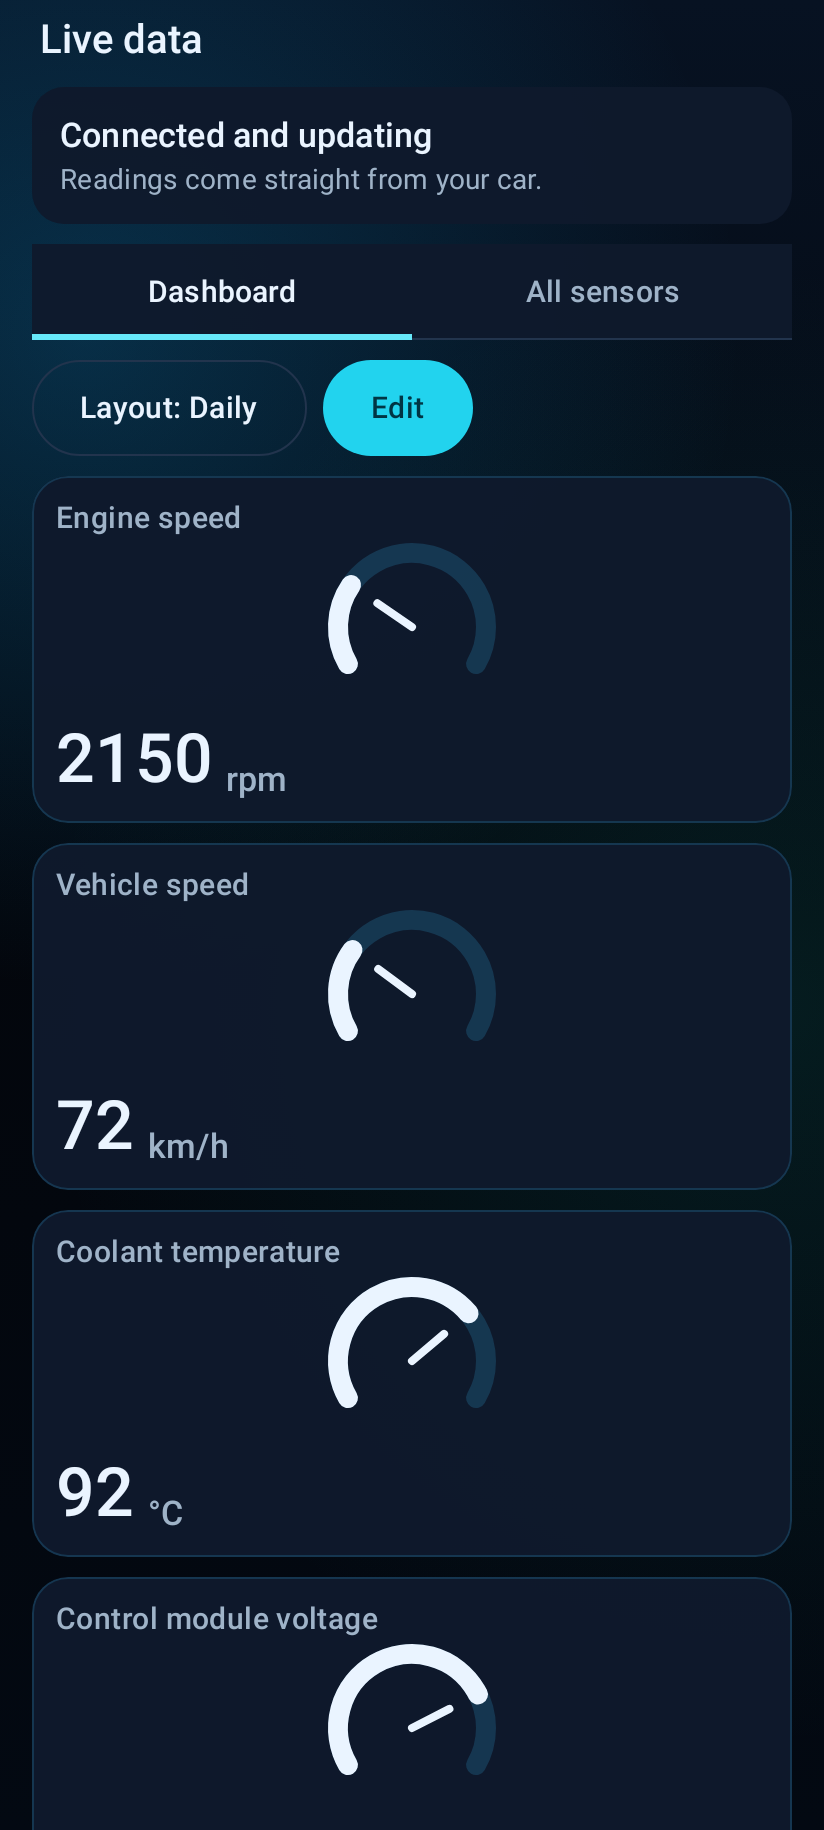 Live data
Connected and updating
Readings come straight from your car.
Dashboard
All sensors
Layout: Daily
Edit
Engine speed
2150 rpm
Vehicle speed
72 km/h
Coolant temperature
92 °C
Control module voltage